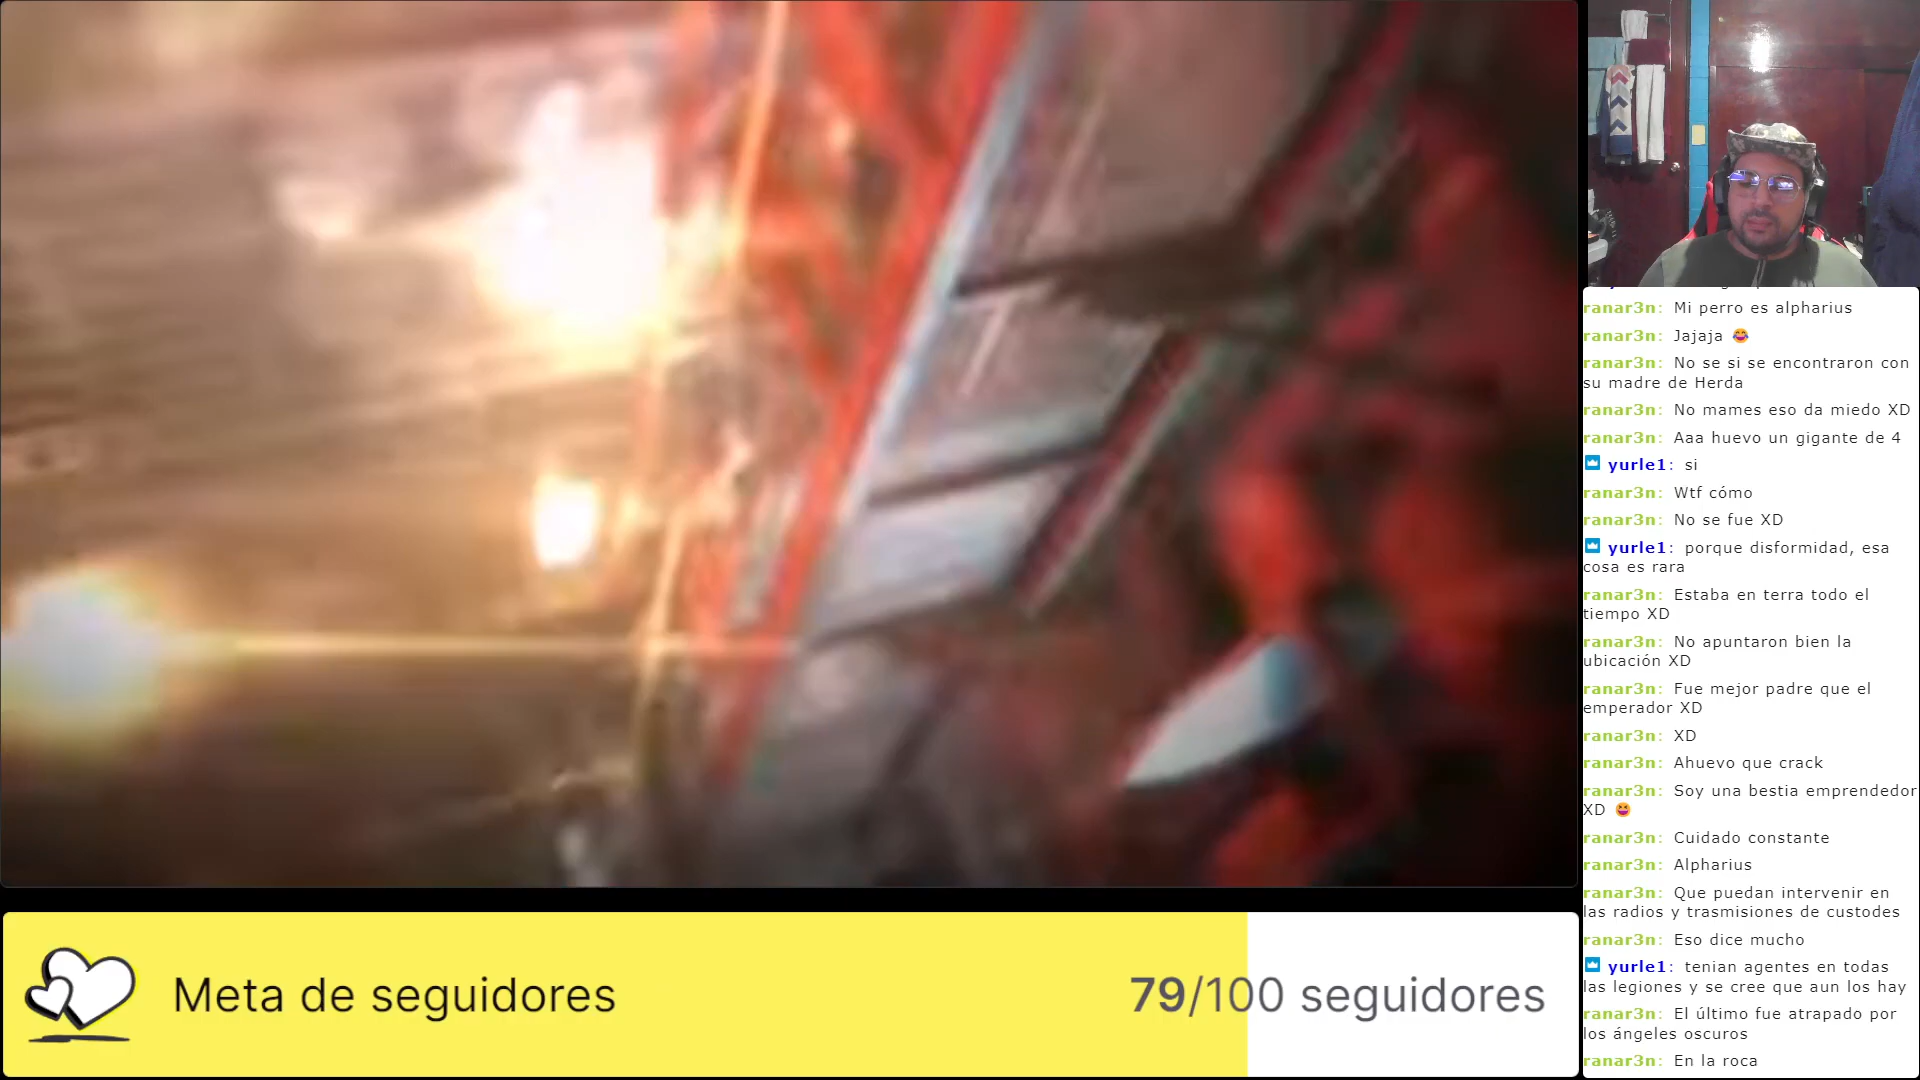 ranar3n: Mi perro es alpharius
ranar3n: Jajaja 😂
ranar3n: No se si se encontraron con
su madre de Herda
ranar3n: No mames eso da miedo XD
ranar3n: Aaa huevo un gigante de 4
yurle1: si
ranar3n: Wtf cómo
ranar3n: No se fue XD
yurle1: porque disformidad, esa
cosa es rara
ranar3n: Estaba en terra todo el
tiempo XD
ranar3n: No apuntaron bien la
ubicación XD
ranar3n: Fue mejor padre que el
emperador XD
ranar3n: XD
ranar3n: Ahuevo que crack
ranar3n: Soy una bestia emprendedor
XD 😆
ranar3n: Cuidado constante
ranar3n: Alpharius
ranar3n: Que puedan intervenir en
las radios y trasmisiones de custodes
ranar3n: Eso dice mucho
yurle1: tenian agentes en todas
las legiones y se cree que aun los hay
ranar3n: El último fue atrapado por
los ángeles oscuros
ranar3n: En la roca
Meta de seguidores
79/100 seguidores